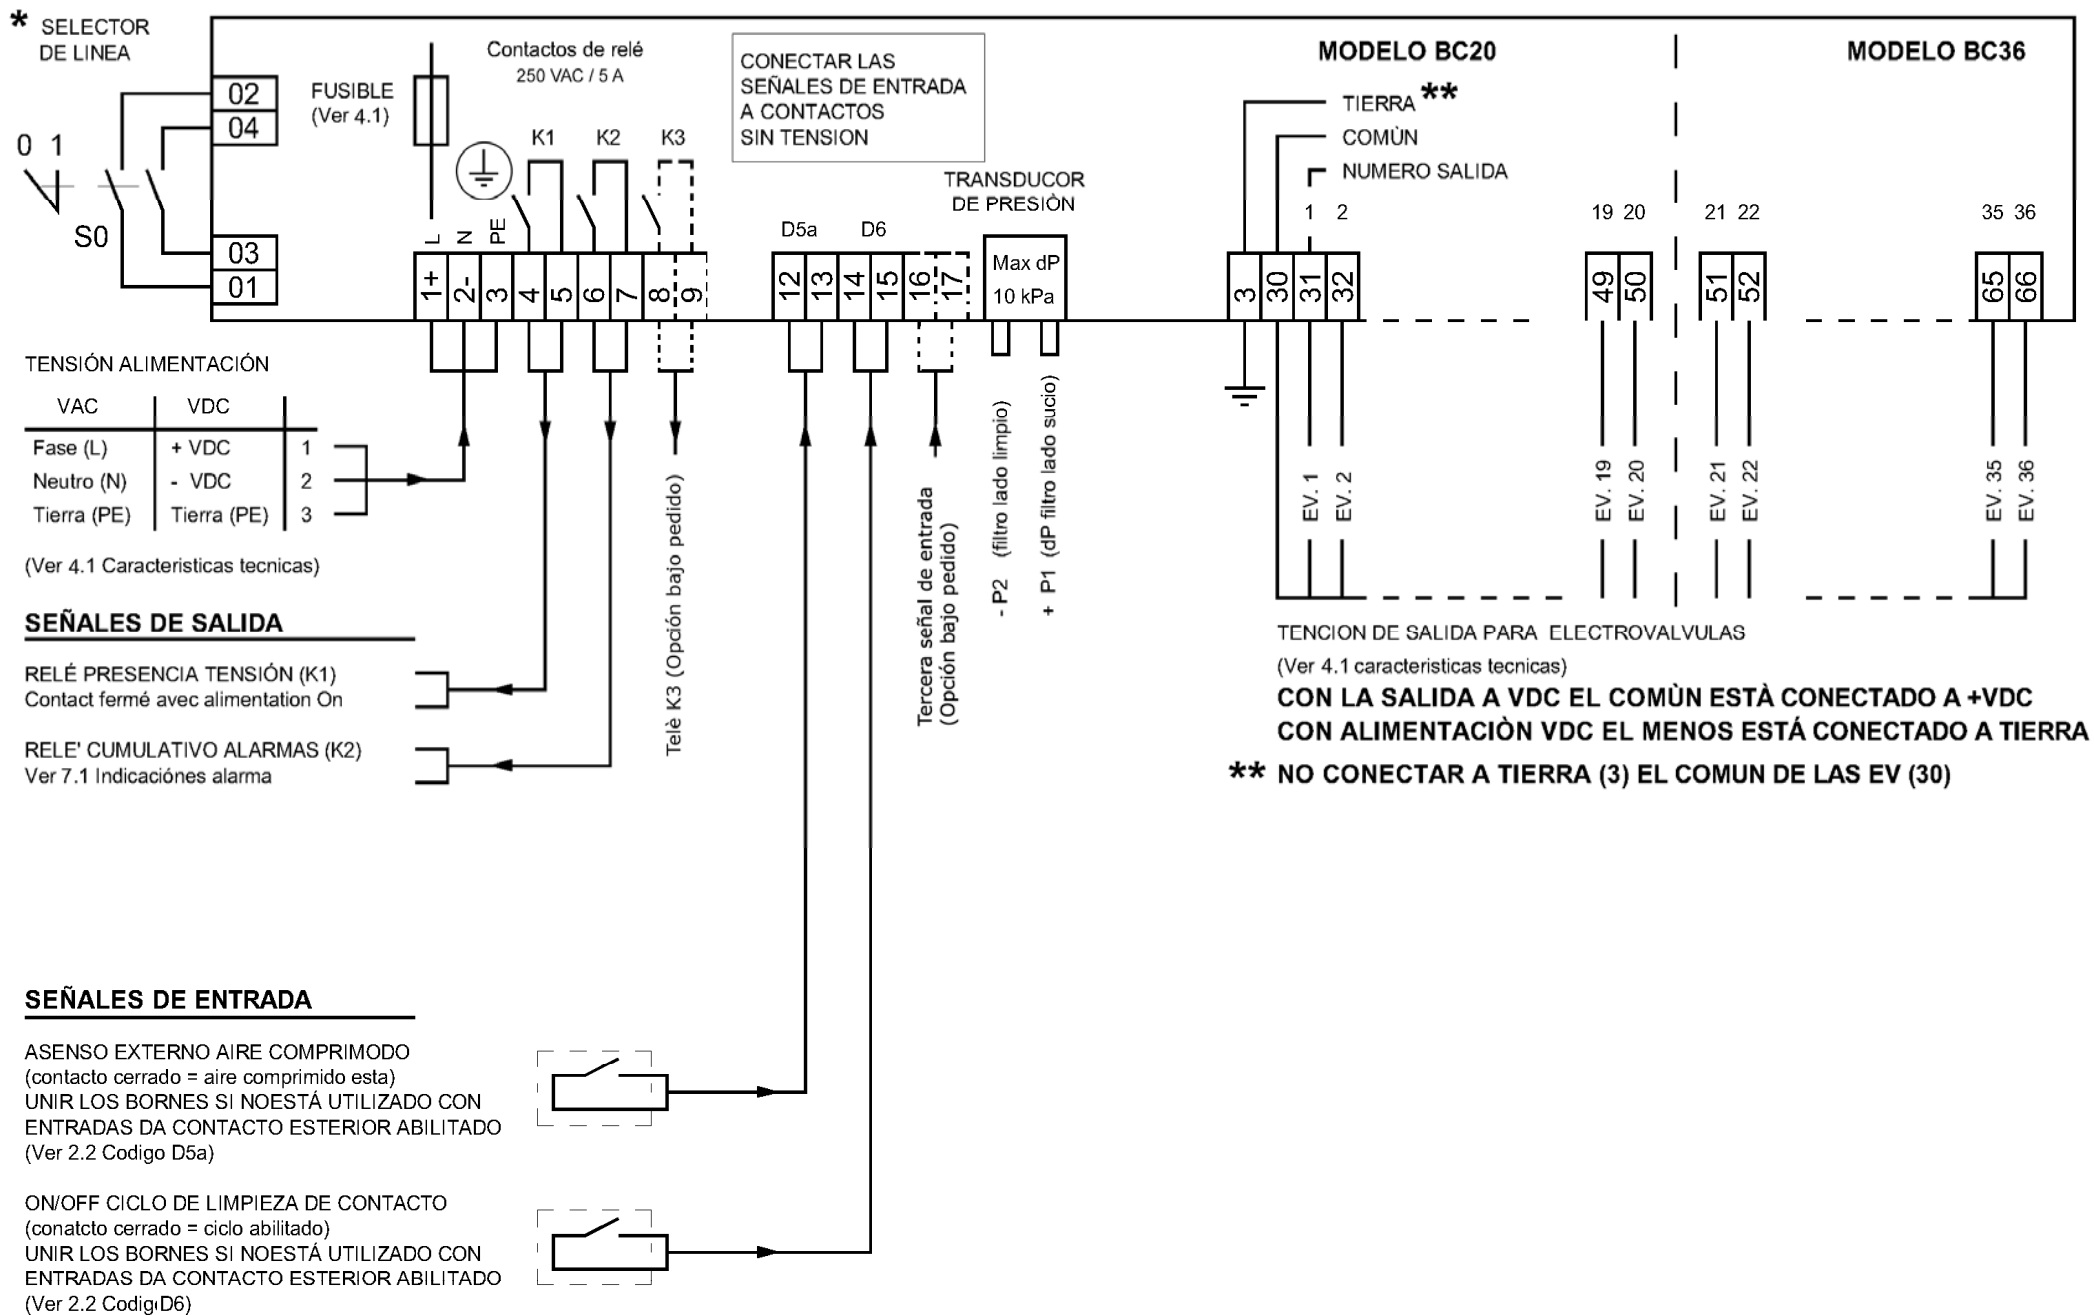 * SELECTOR
DE LINEA
02
04
0 1
S0
03
01
FUSIBLE
(Ver 4.1)
Contactos de relé
250 VAC / 5 A
K1 K2 K3
L N PE
1+ 2- 3 4 5 6 7 8 9
CONECTAR LAS
SEÑALES DE ENTRADA
A CONTACTOS
SIN TENSION
D5a D6
12 13 14 15 16 17
TRANSDUCOR
DE PRESIÒN
Max dP
10 kPa
MODELO BC20
MODELO BC36
TIERRA **
COMÙN
NUMERO SALIDA
1 2 19 20 21 22 35 36
3 30 31 32 49 50 51 52 65 66
TENSIÓN ALIMENTACIÓN
VAC VDC
Fase (L) + VDC 1
Neutro (N) - VDC 2
Tierra (PE) Tierra (PE) 3
(Ver 4.1 Caracteristicas tecnicas)
Telè K3 (Opción bajo pedido)
Tercera señal de entrada
(Opción bajo pedido)
- P2 (filtro lado limpio)
+ P1 (dP filtro lado sucio)
EV. 1 EV. 2 EV. 19 EV. 20 EV. 21 EV. 22 EV. 35 EV. 36
SEÑALES DE SALIDA
RELÉ PRESENCIA TENSIÓN (K1)
Contact fermé avec alimentation On
RELE' CUMULATIVO ALARMAS (K2)
Ver 7.1 Indicaciónes alarma
TENCION DE SALIDA PARA ELECTROVALVULAS
(Ver 4.1 caracteristicas tecnicas)
CON LA SALIDA A VDC EL COMÙN ESTÀ CONECTADO A +VDC
CON ALIMENTACIÒN VDC EL MENOS ESTÁ CONECTADO A TIERRA
** NO CONECTAR A TIERRA (3) EL COMUN DE LAS EV (30)
SEÑALES DE ENTRADA
ASENSO EXTERNO AIRE COMPRIMODO
(contacto cerrado = aire comprimido esta)
UNIR LOS BORNES SI NOESTÁ UTILIZADO CON
ENTRADAS DA CONTACTO ESTERIOR ABILITADO
(Ver 2.2 Codigo D5a)
ON/OFF CICLO DE LIMPIEZA DE CONTACTO
(conatcto cerrado = ciclo abilitado)
UNIR LOS BORNES SI NOESTÁ UTILIZADO CON
ENTRADAS DA CONTACTO ESTERIOR ABILITADO
(Ver 2.2 CodigD6)